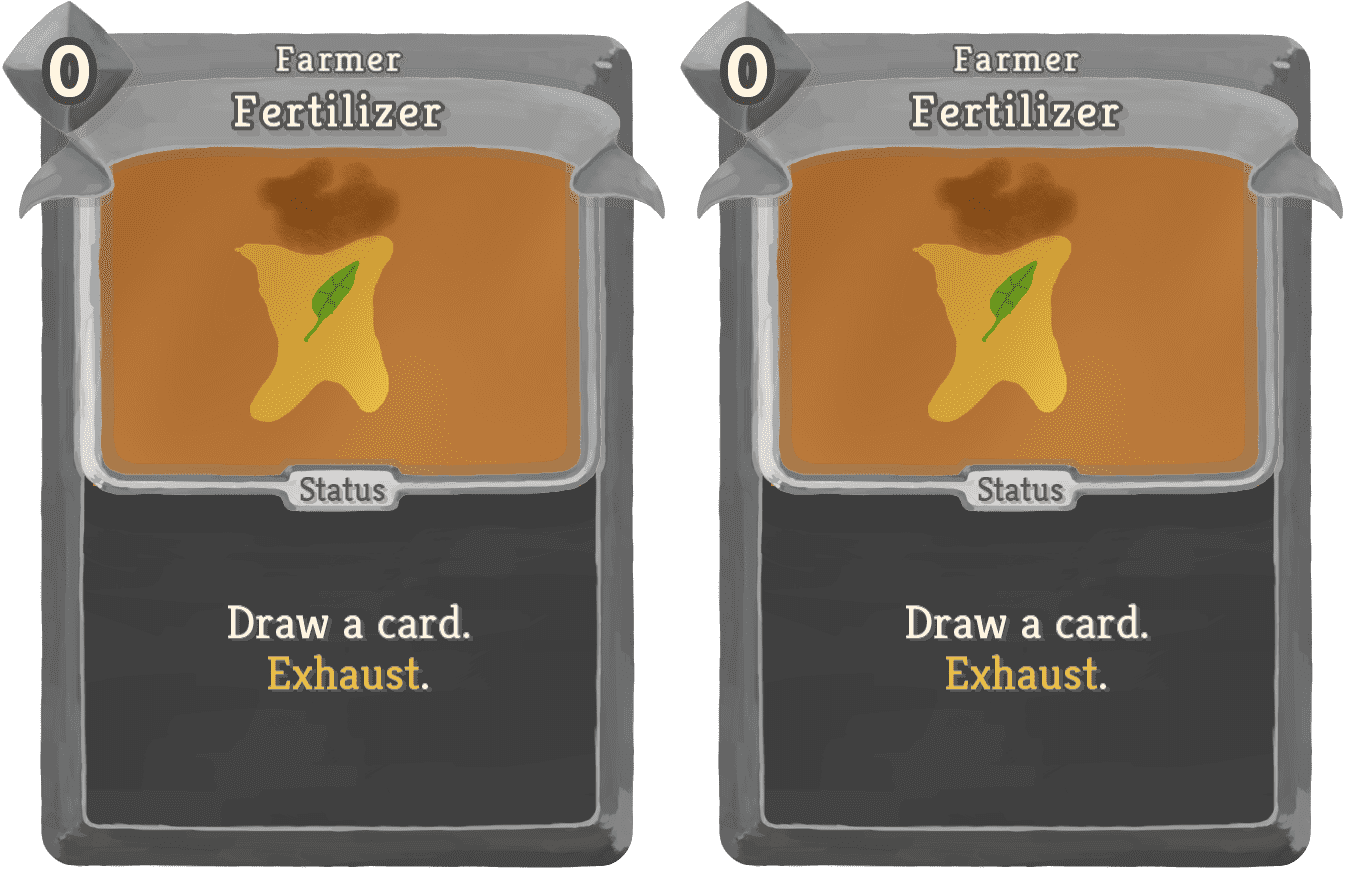 0
Farmer
Fertilizer
Status
Draw a card.
Exhaust.
0
Farmer
Fertilizer
Status
Draw a card.
Exhaust.